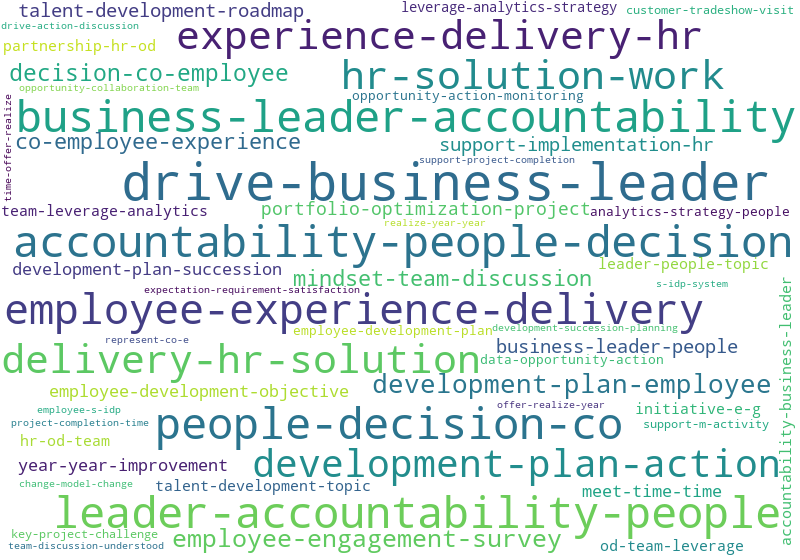 talent-development-roadmap
leverage-analytics-strategy
customer-tradeshow-visit
drive-action-discussion
experience-delivery-hr
partnership-hr-od
decision-co-employee
hr-solution-work
opportunity-collaboration-team
opportunity-action-monitoring
time-offer-realize
business-leader-accountability
co-employee-experience
support-implementation-hr
support-project-completion
drive-business-leader
team-leverage-analytics
portfolio-optimization-project
analytics-strategy-people
realize-year-year
accountability-people-decision
development-plan-succession
leader-people-topic
mindset-team-discussion
s-idp-system
expectation-requirement-satisfaction
accountability-business-leader
employee-experience-delivery
employee-development-plan
development-succession-planning
represent-co-e
business-leader-people
delivery-hr-solution
data-opportunity-action
employee-development-objective
development-plan-employee
employee-s-idp
offer-realize-year
initiative-e-g
project-completion-time
people-decision-co
support-m-activity
hr-od-team
year-year-improvement
development-plan-action
change-model-change
talent-development-topic
meet-time-time
leader-accountability-people
key-project-challenge
employee-engagement-survey
team-discussion-understood
od-team-leverage